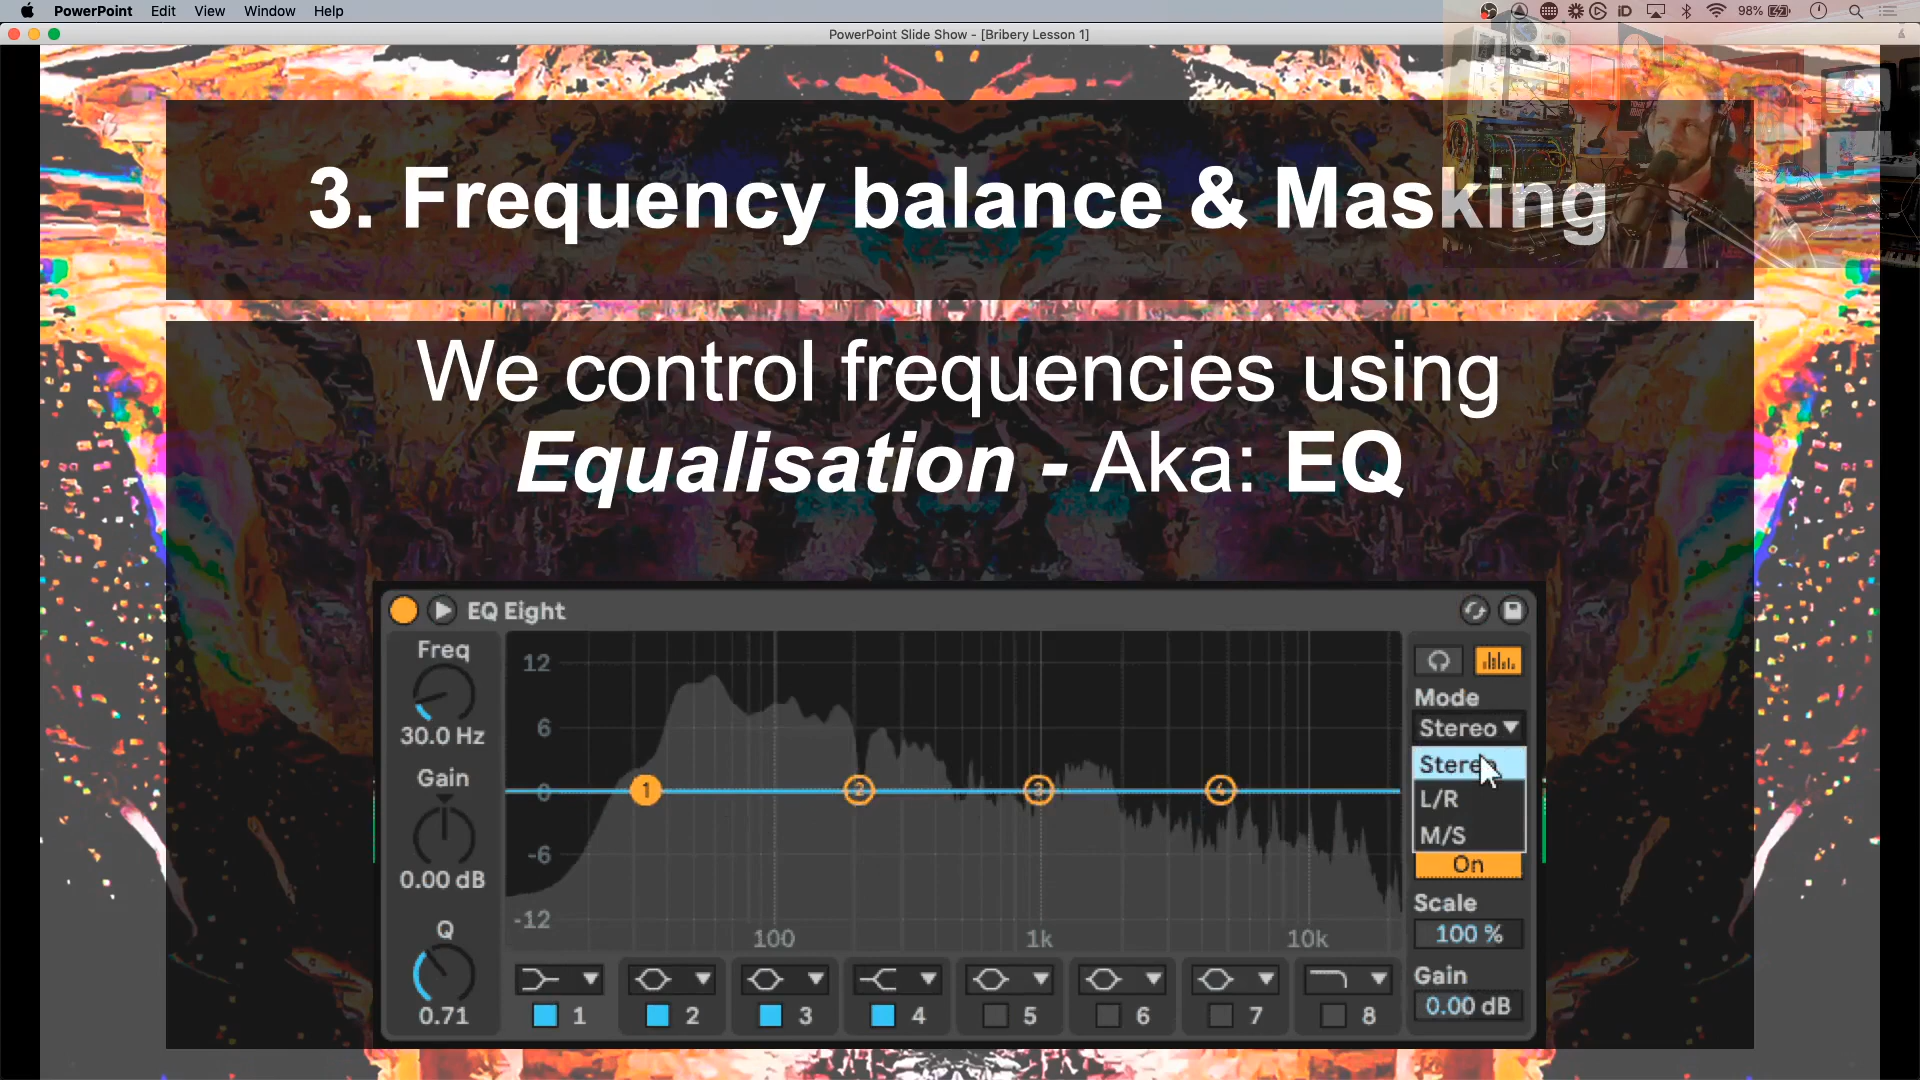 PowerPoint Edit View Window Help
98%
PowerPoint Slide Show - [Bribery Lesson 1]
3. Frequency balance & Masking
We control frequencies using
Equalisation - Aka: EQ
EQ Eight
Freq
30.0 Hz
Gain
0.00 dB
Q
0.71
12
6
0
-6
-12
100 1k 10k
1 2 3 4
1 2 3 4 5 6 7 8
Mode
Stereo
Stereo
L/R
M/S
On
Scale
100 %
Gain
0.00 dB